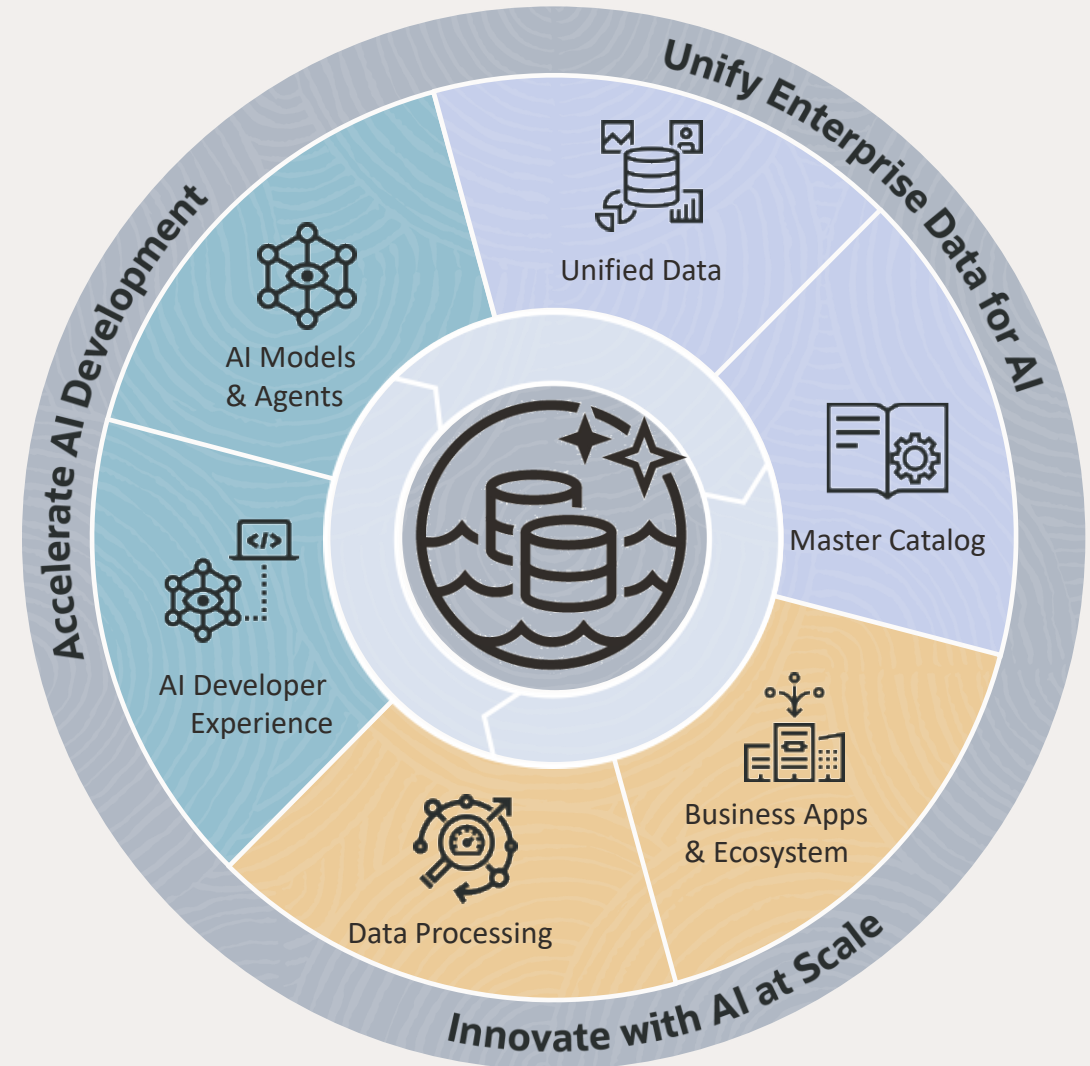 Unify Enterprise Data for AI
Unified Data
Master Catalog
Business Apps
& Ecosystem
Innovate with AI at Scale
Data Processing
AI Developer
Experience
AI Models
& Agents
Accelerate AI Development
</>